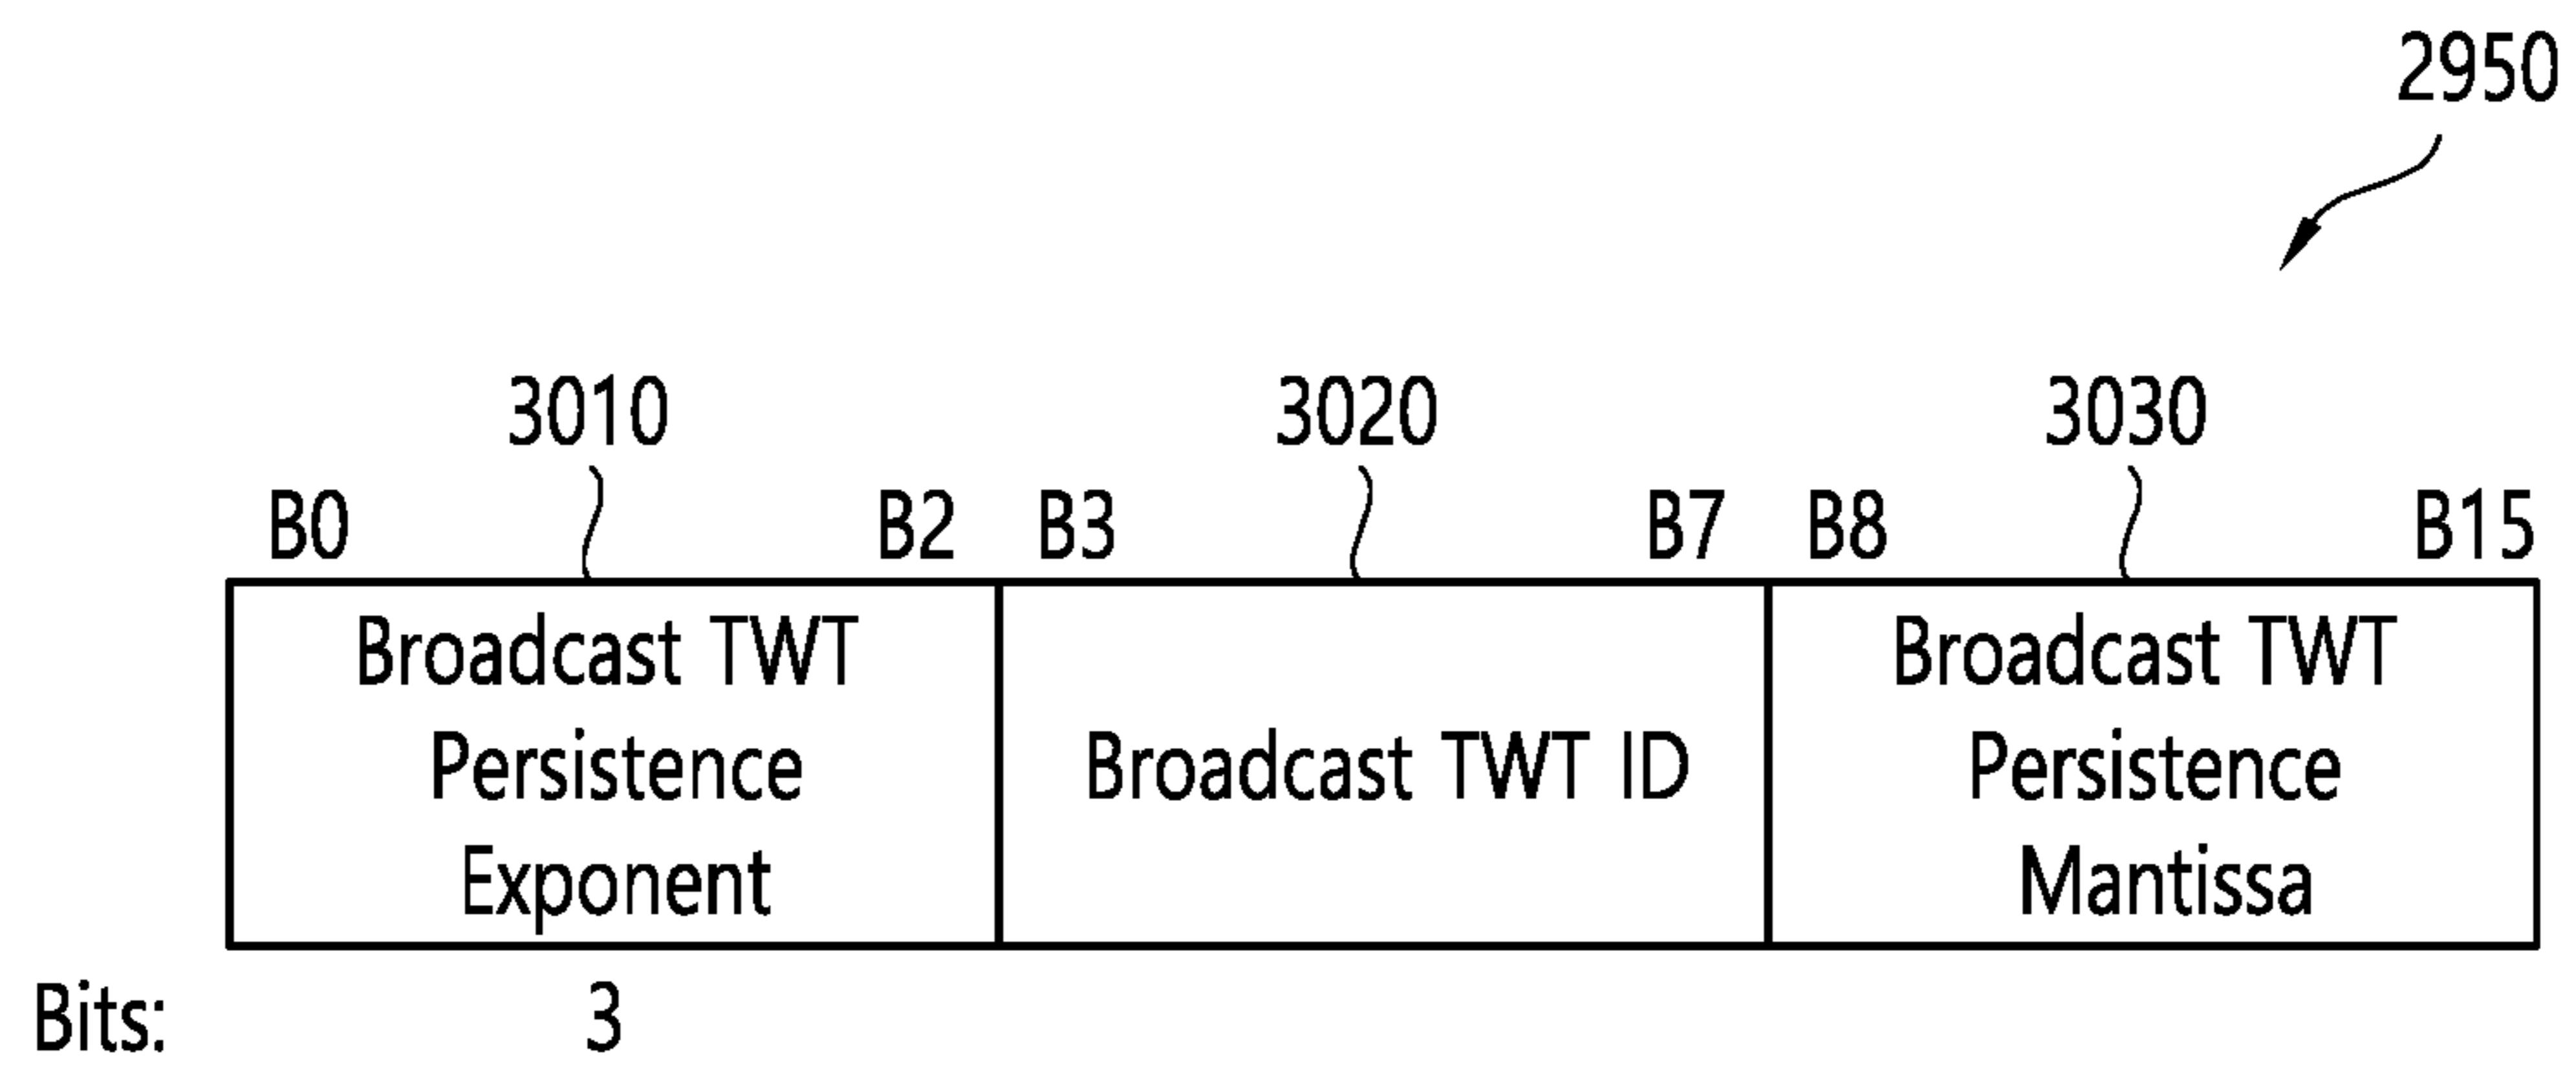 2950
3010 3020 3030
B0 B2 B3 B7 B8 B15
Broadcast TWT
Persistence
Exponent
Broadcast TWT ID
Broadcast TWT
Persistence
Mantissa
Bits: 3